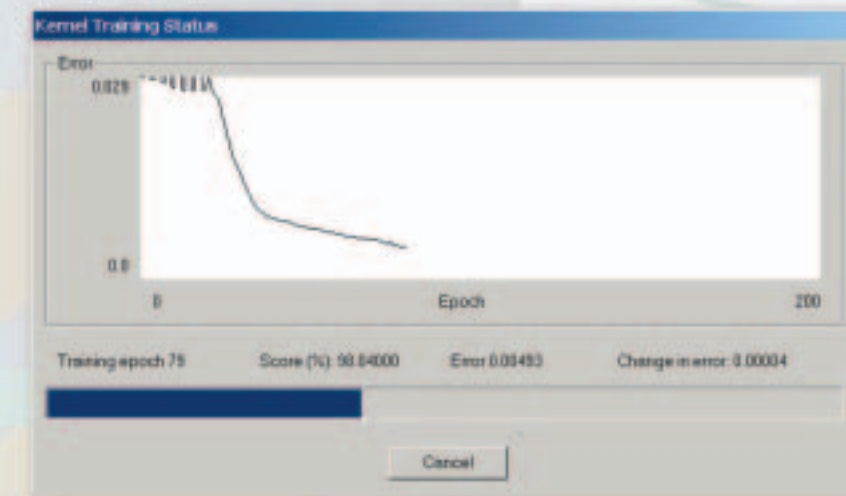 Kernel Training Status
Error
0.029
0.0
0
Epoch
200
Training epoch 79
Score (%): 98.04000
Error 0.00493
Change in error: 0.00004
Cancel